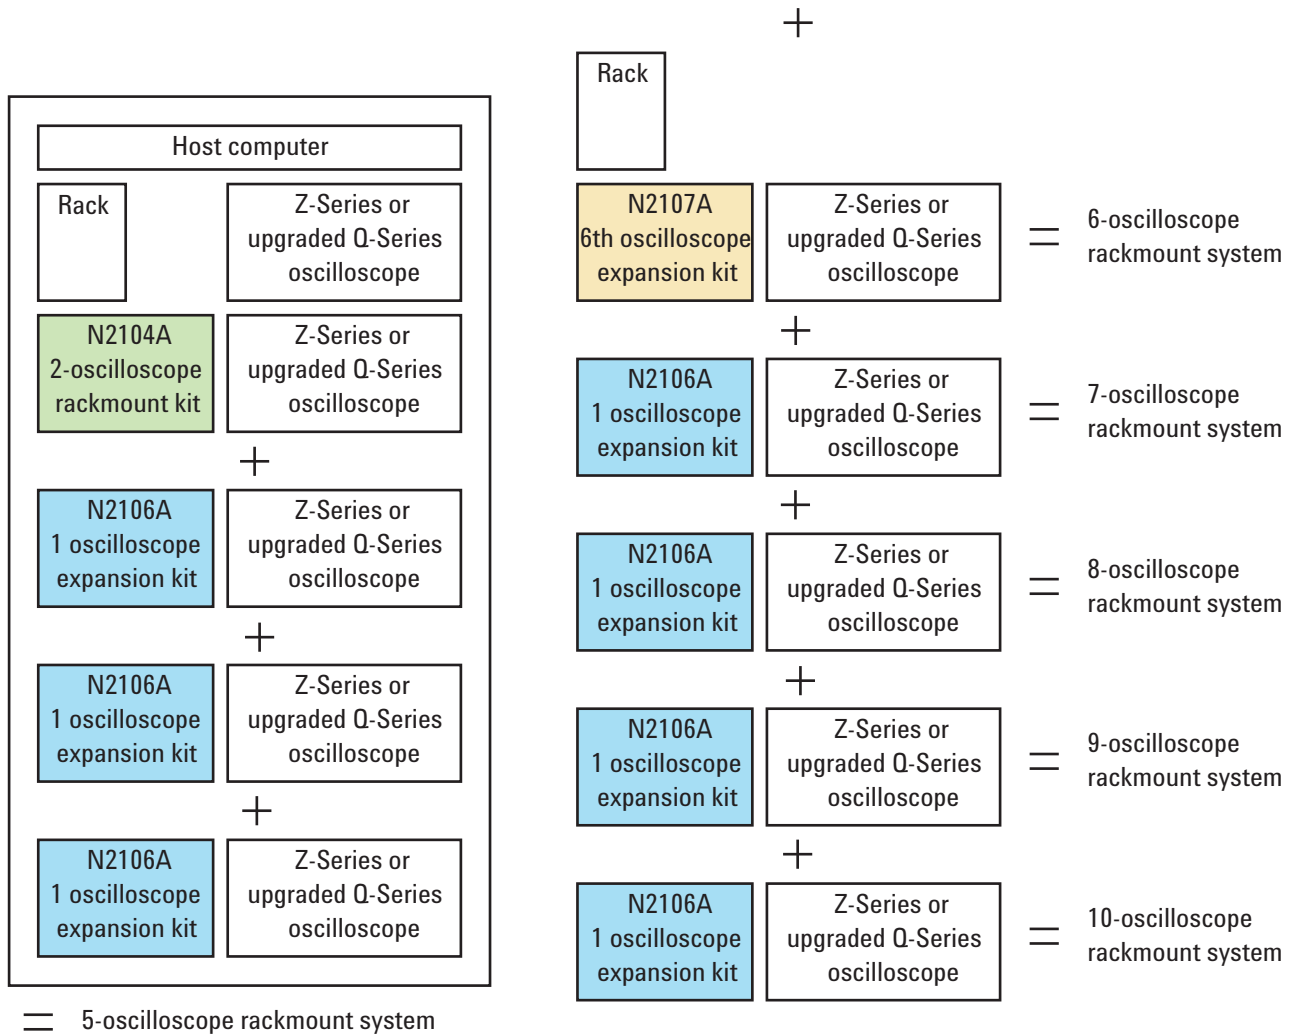 Host computer
Rack
Z-Series or
upgraded Q-Series
oscilloscope
N2104A
2-oscilloscope
rackmount kit
Z-Series or
upgraded Q-Series
oscilloscope
+
N2106A
1 oscilloscope
expansion kit
Z-Series or
upgraded Q-Series
oscilloscope
+
N2106A
1 oscilloscope
expansion kit
Z-Series or
upgraded Q-Series
oscilloscope
+
N2106A
1 oscilloscope
expansion kit
Z-Series or
upgraded Q-Series
oscilloscope
= 5-oscilloscope rackmount system
+
Rack
N2107A
6th oscilloscope
expansion kit
Z-Series or
upgraded Q-Series
oscilloscope
=
6-oscilloscope
rackmount system
+
N2106A
1 oscilloscope
expansion kit
Z-Series or
upgraded Q-Series
oscilloscope
=
7-oscilloscope
rackmount system
+
N2106A
1 oscilloscope
expansion kit
Z-Series or
upgraded Q-Series
oscilloscope
=
8-oscilloscope
rackmount system
+
N2106A
1 oscilloscope
expansion kit
Z-Series or
upgraded Q-Series
oscilloscope
=
9-oscilloscope
rackmount system
+
N2106A
1 oscilloscope
expansion kit
Z-Series or
upgraded Q-Series
oscilloscope
=
10-oscilloscope
rackmount system